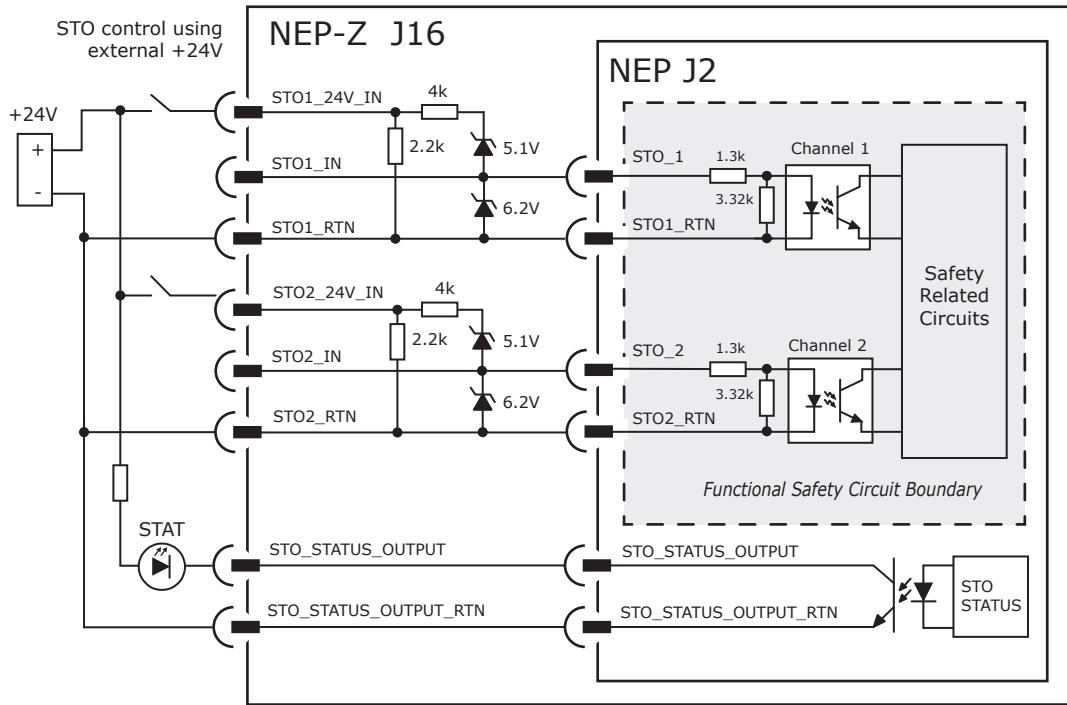 STO control using
external +24V
+24V
+
-
NEP-Z J16
STO1_24V_IN
4k
2.2k
5.1V
STO1_IN
6.2V
STO1_RTN
STO2_24V_IN
4k
2.2k
5.1V
STO2_IN
6.2V
STO2_RTN
STAT
STO_STATUS_OUTPUT
STO_STATUS_OUTPUT_RTN
NEP J2
STO_1
1.3k
Channel 1
3.32k
STO1_RTN
Safety
Related
Circuits
STO_2
1.3k
Channel 2
3.32k
STO2_RTN
Functional Safety Circuit Boundary
STO_STATUS_OUTPUT
STO_STATUS_OUTPUT_RTN
STO
STATUS